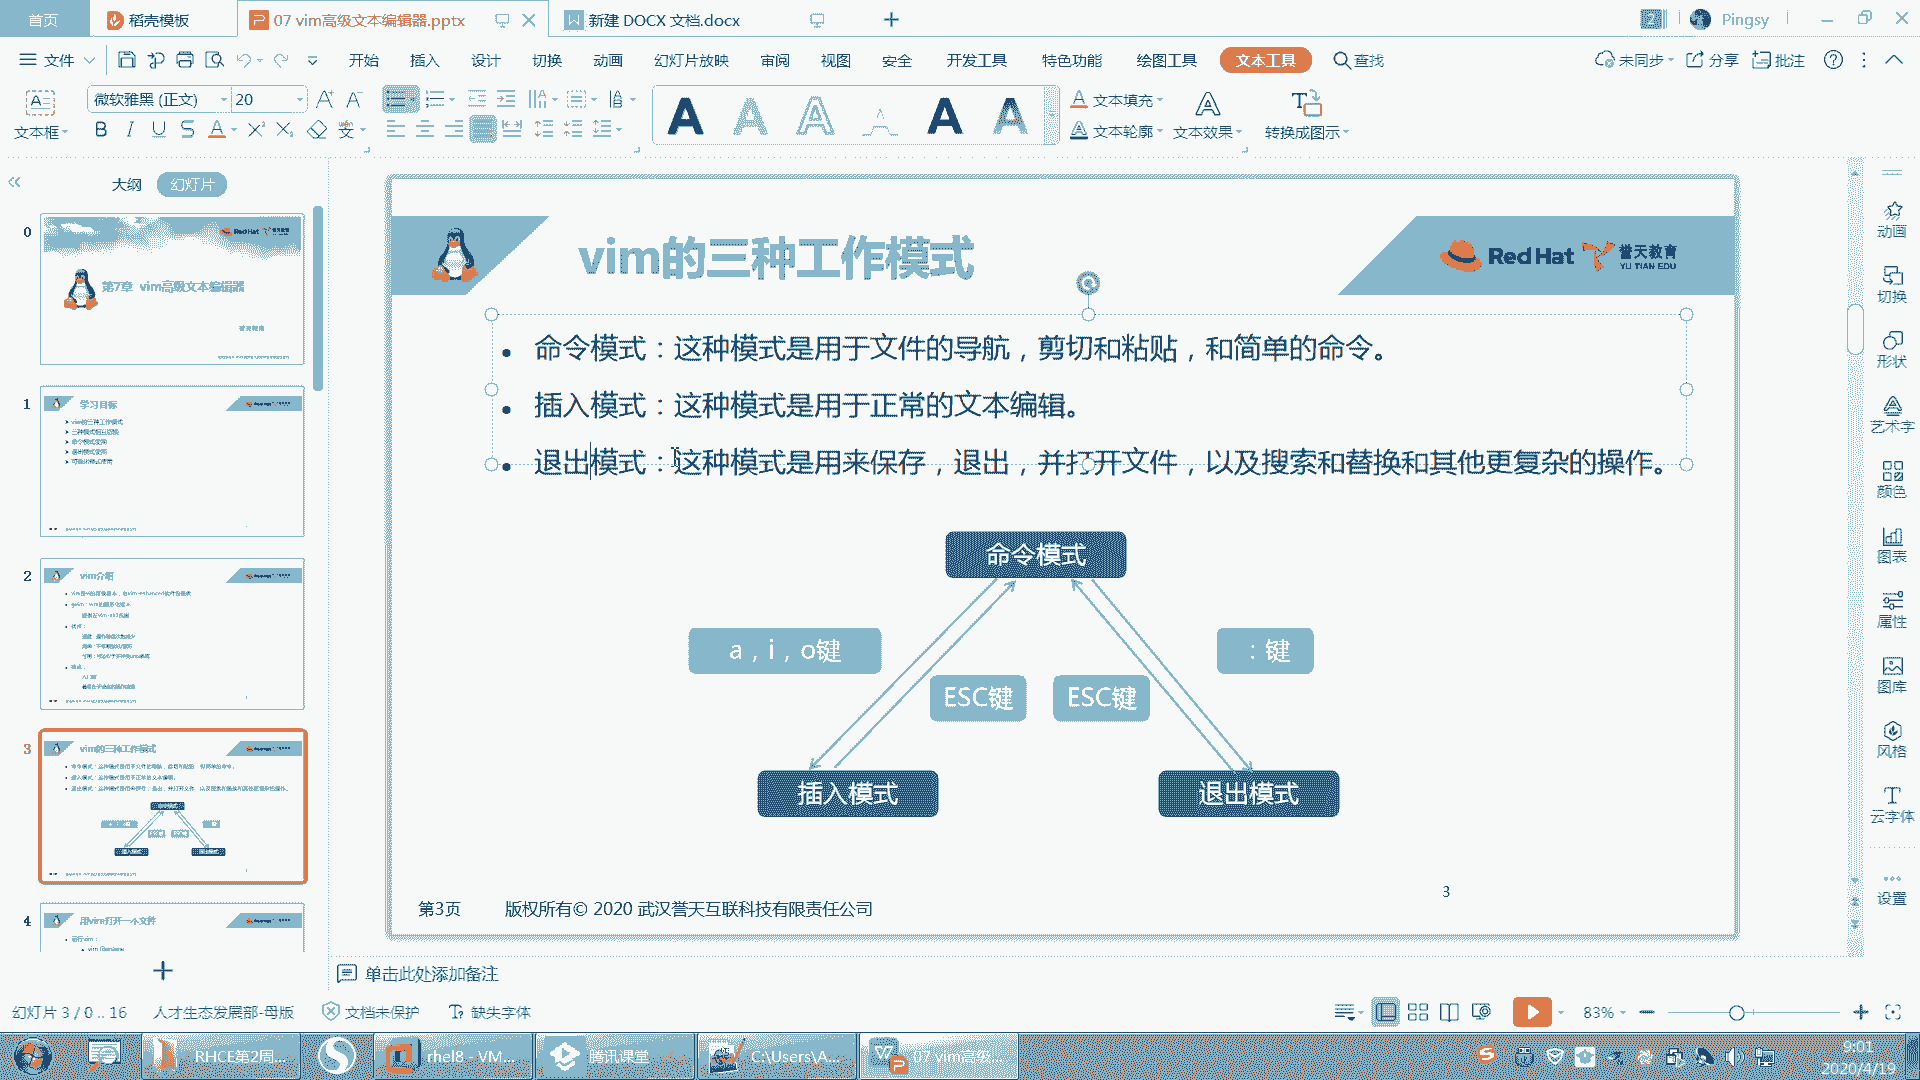 首页
稻壳模板
07 vim高级文本编辑器.pptx
新建 DOCX 文档.docx
Pingsy
文件
开始
插入
设计
切换
动画
幻灯片放映
审阅
视图
安全
开发工具
特色功能
绘图工具
文本工具
查找
未同步
分享
批注
文本框
微软雅黑 (正文)
20
文本填充
文本轮廓
文本效果
转换成图示
大纲
幻灯片
0
第7章 vim高级文本编辑器
1
学习目标
vim的三种工作模式
2
vim介绍
3
vim的三种工作模式
4
用vim打开一个文件
运行vim：
vim filename
vim的三种工作模式
RedHat
誉天教育
YU TIAN EDU
命令模式：这种模式是用于文件的导航，剪切和粘贴，和简单的命令。
插入模式：这种模式是用于正常的文本编辑。
退出模式：这种模式是用来保存，退出，并打开文件，以及搜索和替换和其他更复杂的操作。
命令模式
a，i，o键
：键
ESC键
ESC键
插入模式
退出模式
第3页
版权所有© 2020 武汉誉天互联科技有限责任公司
3
动画
切换
形状
艺术字
颜色
图表
属性
图库
风格
云字体
设置
单击此处添加备注
幻灯片 3 / 0 .. 16
人才生态发展部-母版
文档未保护
缺失字体
83%
RHCE第2周...
rhel8 - VM...
腾讯课堂
C:\Users\A...
07 vim高级...
9:01
2020/4/19